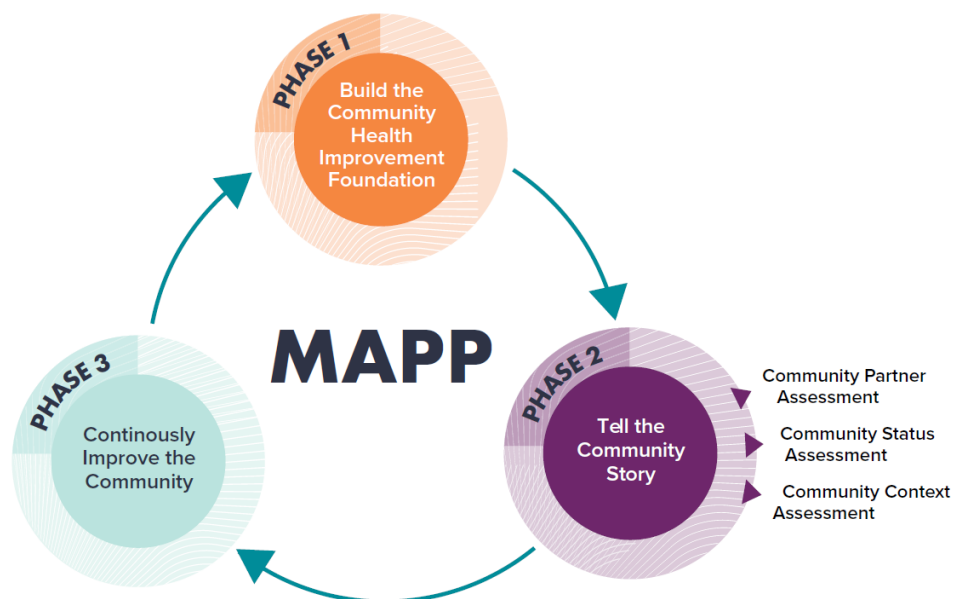 PHASE 1
Build the
Community
Health
Improvement
Foundation
MAPP
PHASE 2
Tell the
Community
Story
Community Partner
Assessment
Community Status
Assessment
Community Context
Assessment
PHASE 3
Continously
Improve the
Community